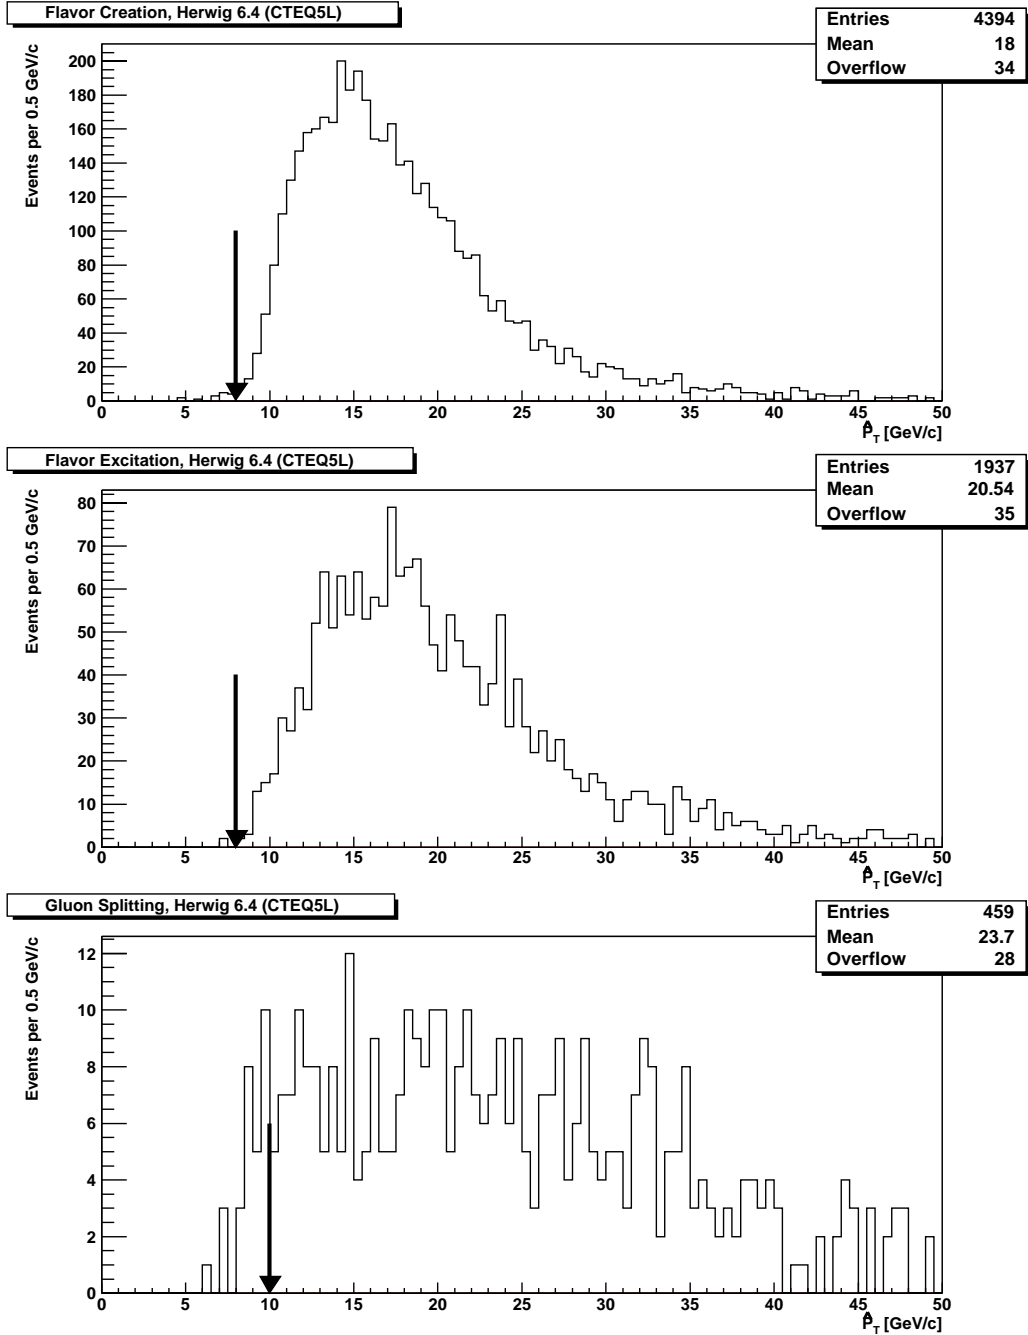 Flavor Creation, Herwig 6.4 (CTEQ5L)
Entries 4394
Mean 18
Overflow 34
Events per 0.5 GeV/c
200
180
160
140
120
100
80
60
40
20
0
0 5 10 15 20 25 30 35 40 45 50
P̂T [GeV/c]
Flavor Excitation, Herwig 6.4 (CTEQ5L)
Entries 1937
Mean 20.54
Overflow 35
Events per 0.5 GeV/c
80
70
60
50
40
30
20
10
0
0 5 10 15 20 25 30 35 40 45 50
P̂T [GeV/c]
Gluon Splitting, Herwig 6.4 (CTEQ5L)
Entries 459
Mean 23.7
Overflow 28
Events per 0.5 GeV/c
12
10
8
6
4
2
0
0 5 10 15 20 25 30 35 40 45 50
P̂T [GeV/c]